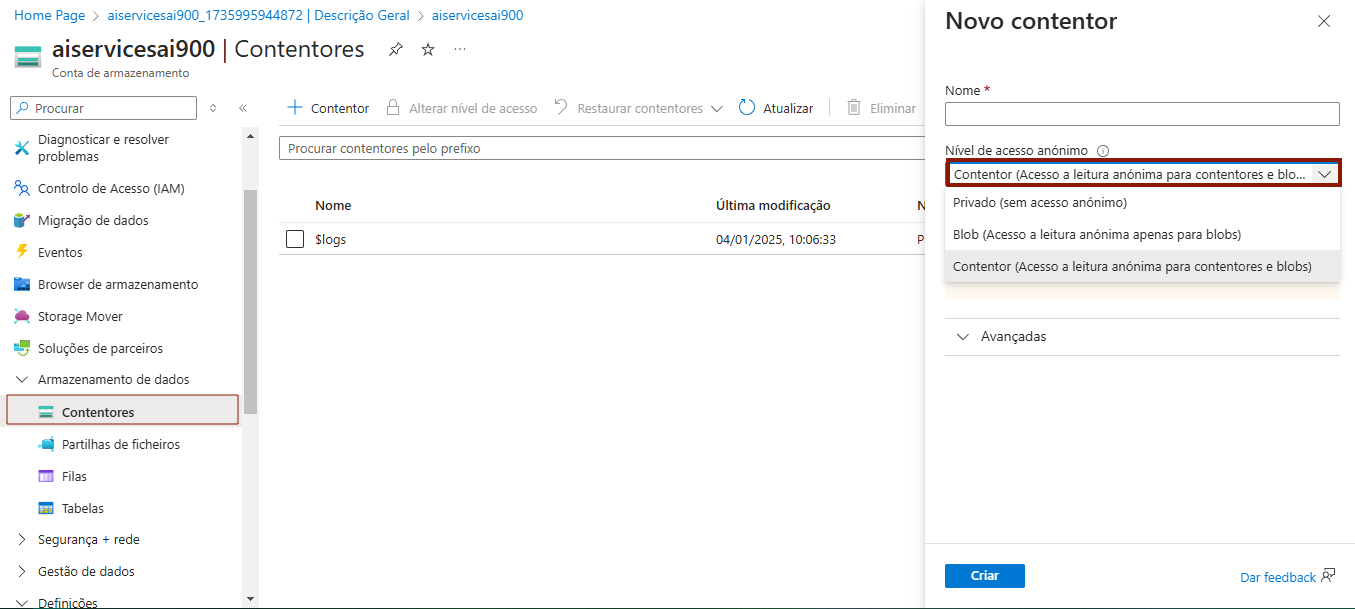 Home Page > aiservicesai900_1735995944872 | Descrição Geral > aiservicesai900
aiservicesai900 | Contentores
Conta de armazenamento
Procurar
Diagnosticar e resolver
problemas
Controlo de Acesso (IAM)
Migração de dados
Eventos
Browser de armazenamento
Storage Mover
Soluções de parceiros
Armazenamento de dados
Contentores
Partilhas de ficheiros
Filas
Tabelas
Segurança + rede
Gestão de dados
Definições
Contentor Alterar nível de acesso Restaurar contentores Atualizar Eliminar
Procurar contentores pelo prefixo
Nome Última modificação N
$logs 04/01/2025, 10:06:33 P
Novo contentor
Nome *
Nível de acesso anónimo
Contentor (Acesso a leitura anónima para contentores e blo...
Privado (sem acesso anónimo)
Blob (Acesso a leitura anónima apenas para blobs)
Contentor (Acesso a leitura anónima para contentores e blobs)
Avançadas
Criar
Dar feedback